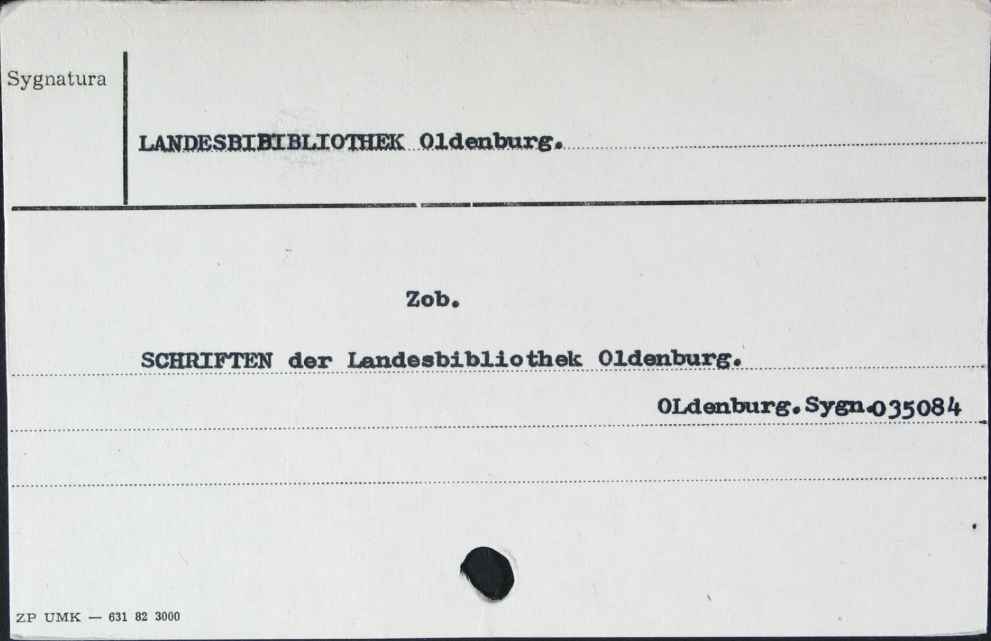 Sygnatura
LANDESBIBIBLIOTHEK Oldenburg.
Zob.
SCHRIFTEN der Landesbibliothek Oldenburg.
OLdenburg.Sygn.035084
ZP UMK — 631 82 3000